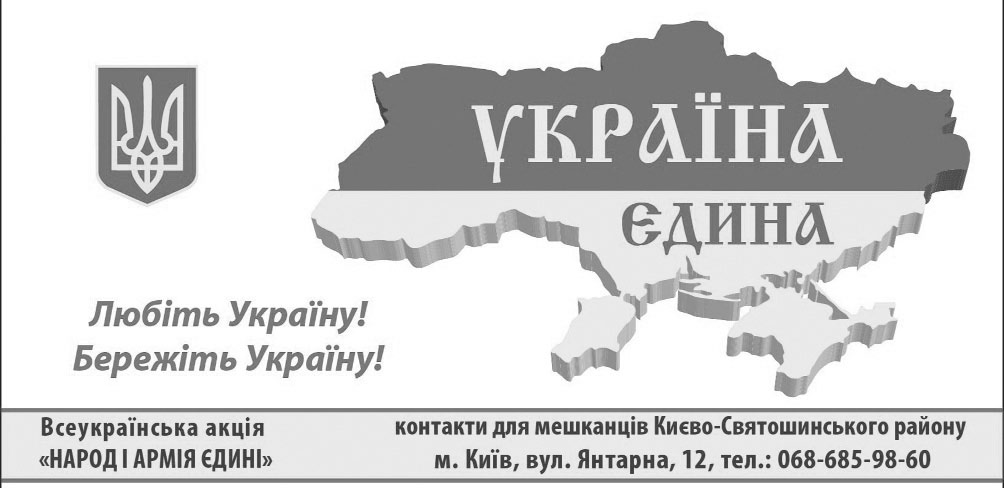 УКРАЇНА
ЄДИНА
Любіть Україну!
Бережіть Україну!
Всеукраїнська акція
«НАРОД І АРМІЯ ЄДИНІ»
контакти для мешканців Києво-Святошинського району
м. Київ, вул. Янтарна, 12, тел.: 068-685-98-60